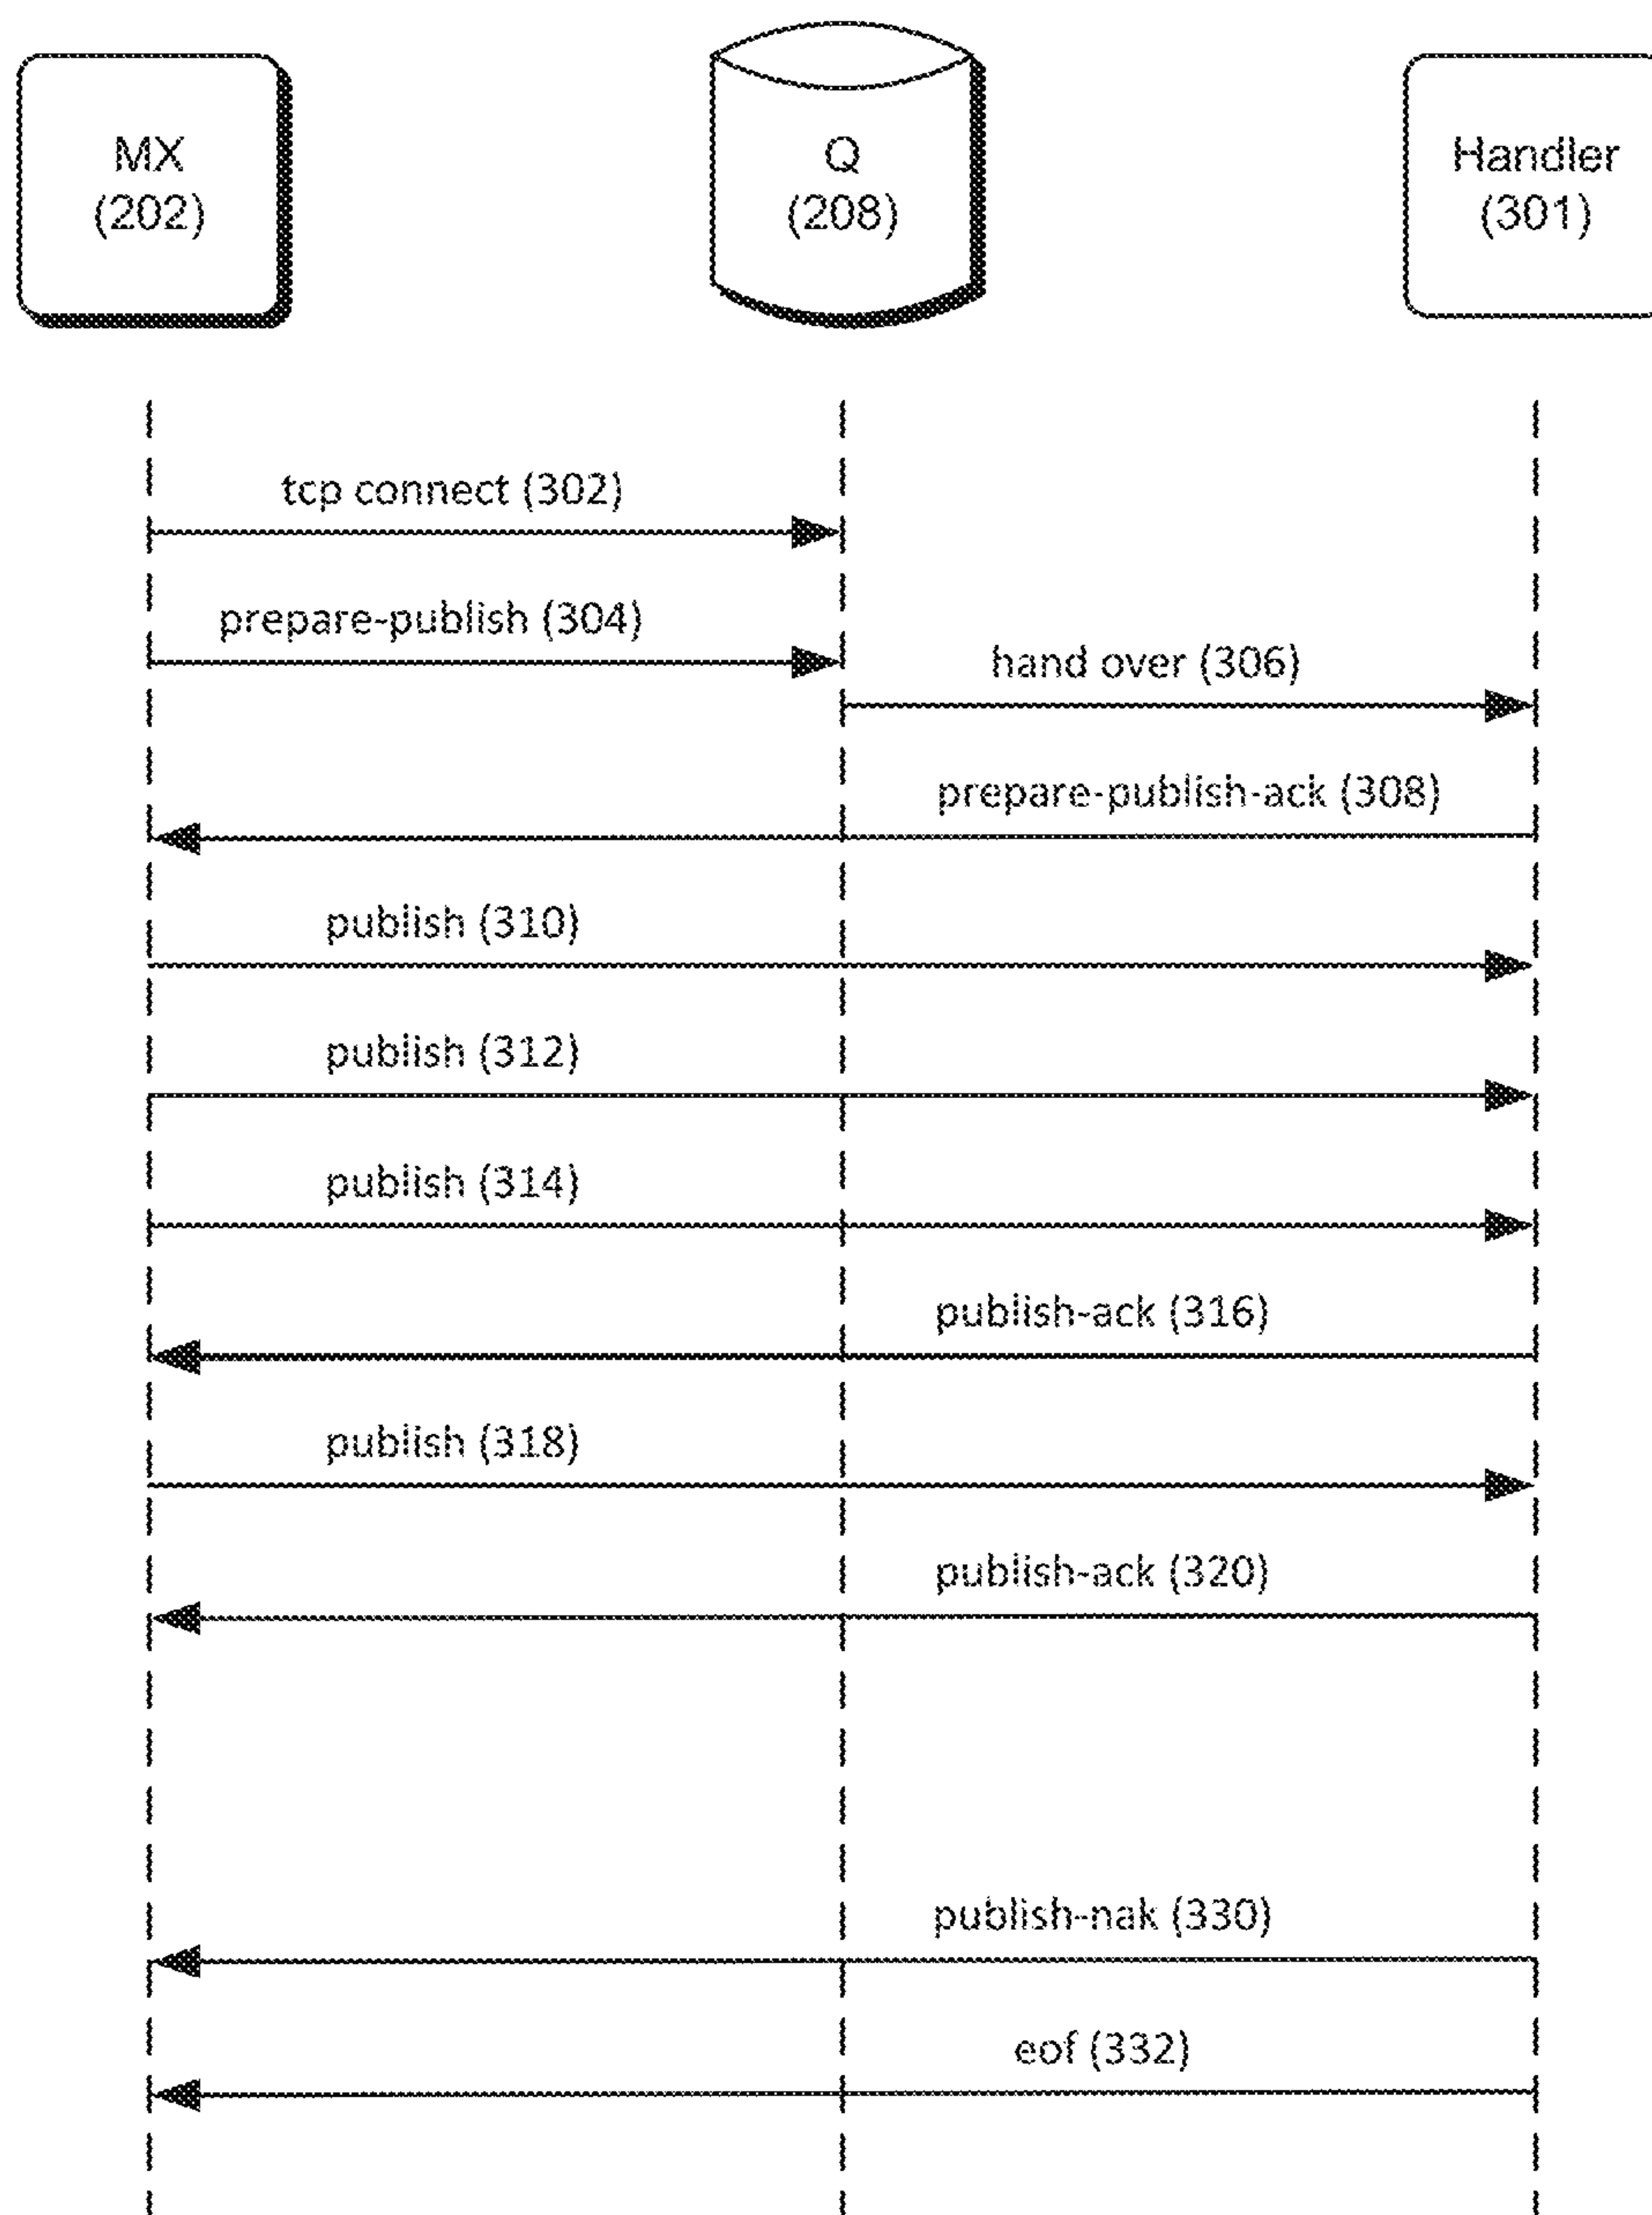 MX
(202)
Q
(208)
Handler
(301)
tcp connect (302)
prepare-publish (304)
hand over (306)
prepare-publish-ack (308)
publish (310)
publish (312)
publish (314)
publish-ack (316)
publish (318)
publish-ack (320)
publish-nak (330)
eof (332)